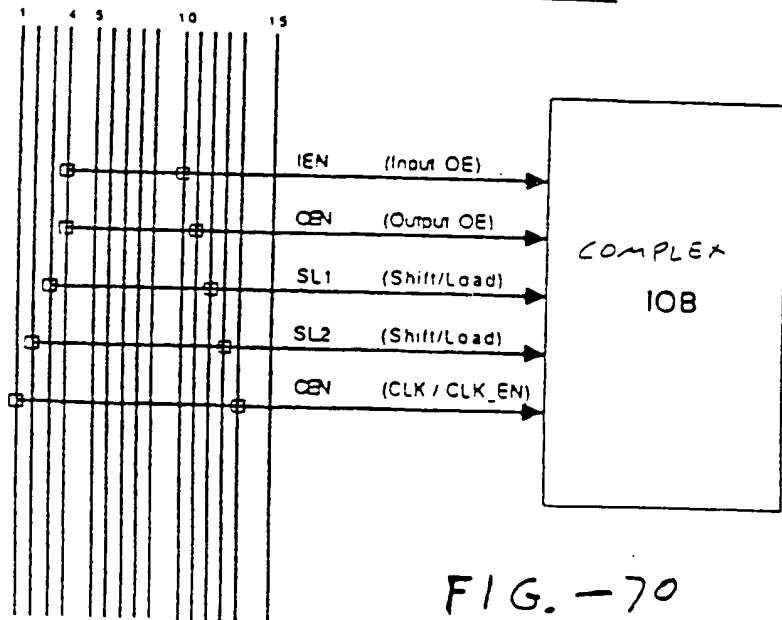 1 4 5 10 15
IEN (Input OE)
OEN (Output OE)
SL1 (Shift/Load)
SL2 (Shift/Load)
CEN (CLK / CLK_EN)
COMPLEX
IOB
FIG. -70